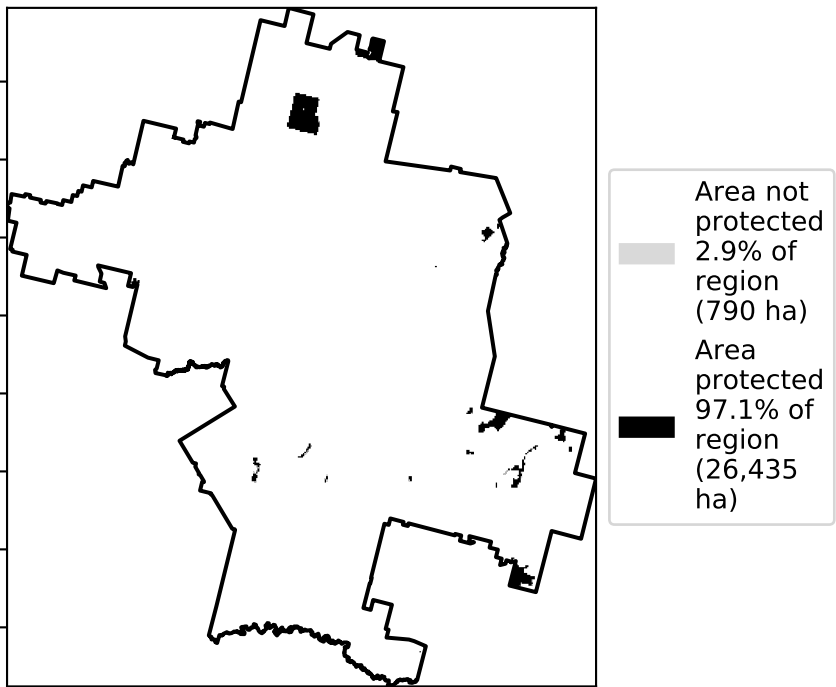 Area not
protected
2.9% of
region
(790 ha)
Area
protected
97.1% of
region
(26,435
ha)